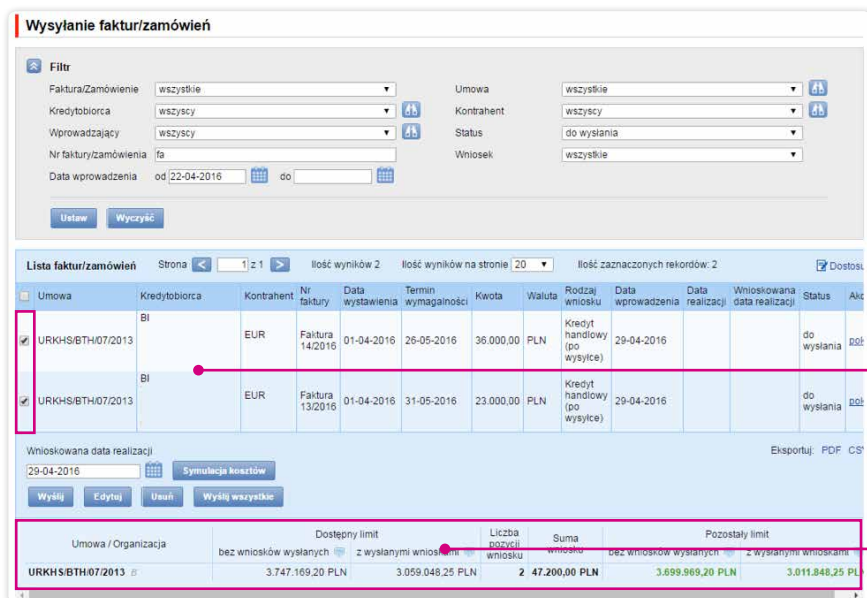 Wysyłanie faktur/zamówień
Filtr
Faktura/Zamówienie wszystkie Umowa wszystkie
Kredytobiorca wszyscy Kontrahent wszyscy
Wprowadzający wszyscy Status do wysłania
Nr faktury/zamówienia fa Wniosek wszystkie
Data wprowadzenia od 22-04-2016 do
Ustaw Wyczyść
Lista faktur/zamówień Strona < 1 z 1 > Ilość wyników 2 Ilość wyników na stronie 20 Ilość zaznaczonych rekordów: 2 Dostosu
Umowa Kredytobiorca Kontrahent Nr faktury Data wystawienia Termin wymagalności Kwota Waluta Rodzaj wniosku Data wprowadzenia Data realizacji Wnioskowana data realizacji Status Akc
URKHS/BTH/07/2013 BI EUR Faktura 14/2016 01-04-2016 26-05-2016 36.000,00 PLN Kredyt handlowy (po wysyłce) 29-04-2016 do wysłania pok
URKHS/BTH/07/2013 BI EUR Faktura 13/2016 01-04-2016 31-05-2016 23.000,00 PLN Kredyt handlowy (po wysyłce) 29-04-2016 do wysłania pok
Wnioskowana data realizacji Eksportuj: PDF CSV
29-04-2016 Symulacja kosztów
Wyślij Edytuj Usuń Wyślij wszystkie
Umowa / Organizacja Dostępny limit Liczba pozycji wniosku Suma wniosku Pozostały limit
bez wniosków wysłanych z wysłanymi wnioskami bez wniosków wysłanych z wysłanymi wnioskami
URKHS/BTH/07/2013 B 3.747.169,20 PLN 3.059.048,25 PLN 2 47.200,00 PLN 3.699.969,20 PLN 3.011.848,25 PLN